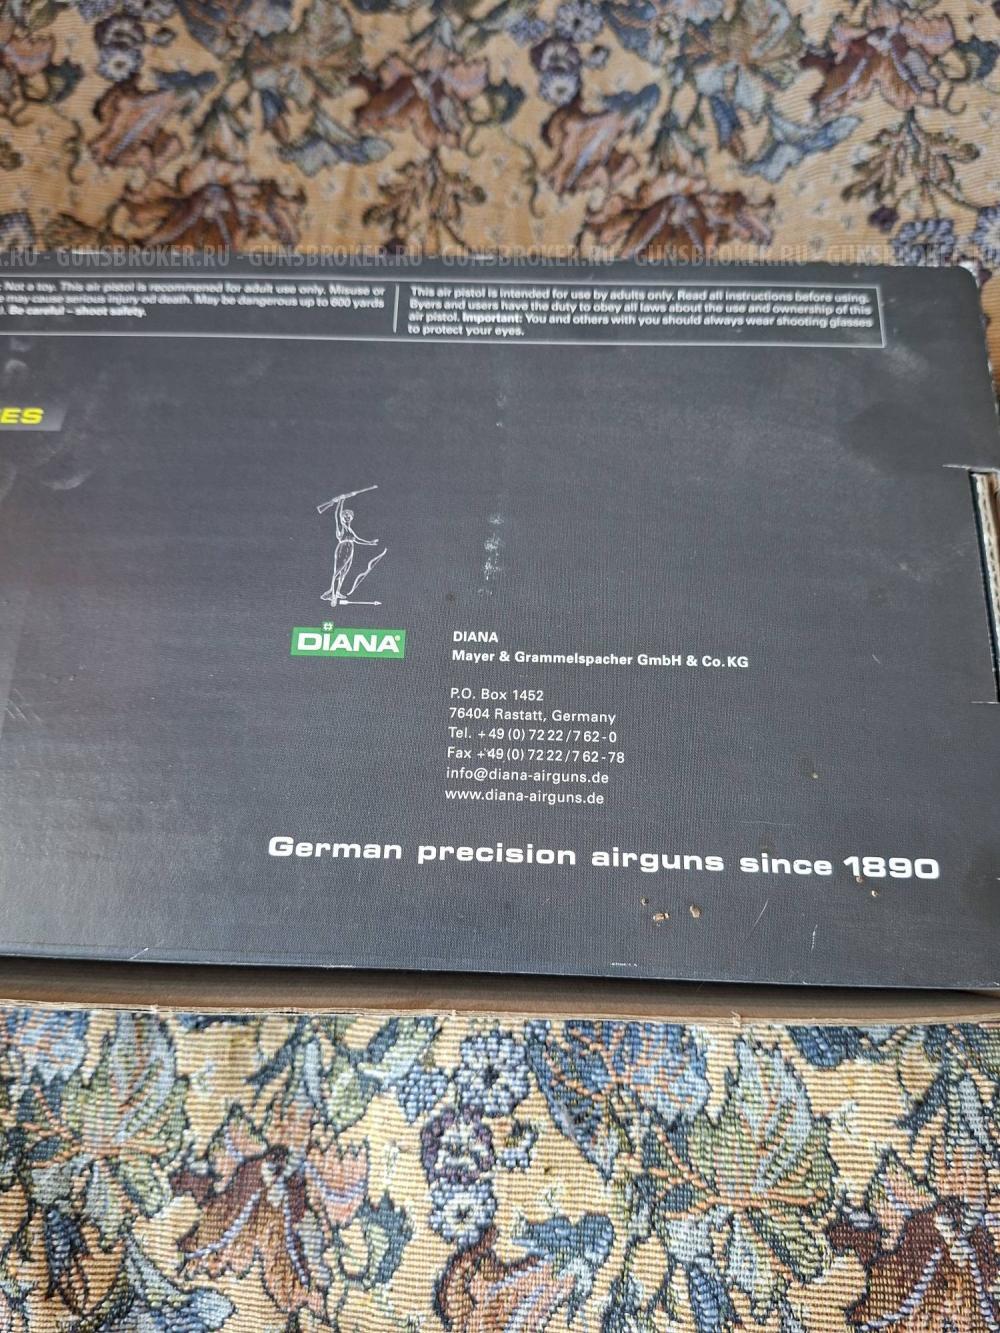 .RU - GUNSBROKER.RU - GUNSBROKER.RU - GUNSBROKER.RU - GUNSBROKER.RU - GUNSBROK
: Not a toy. This air pistol is recommened for adult use only. Misuse or
e may cause serious injury od death. May be dangerous up to 600 yards
). Be careful – shoot safety.
This air pistol is intended for use by adults only. Read all instructions before using.
Byers and users have the duty to obey all laws about the use and ownership of this
air pistol. Important: You and others with you should always wear shooting glasses
to protect your eyes.
ES
DIANA
DIANA
Mayer & Grammelspacher GmbH & Co. KG
P.O. Box 1452
76404 Rastatt, Germany
Tel. +49 (0) 72 22 / 7 62 - 0
Fax +49 (0) 72 22 / 7 62 - 78
info@diana-airguns.de
www.diana-airguns.de
German precision airguns since 1890